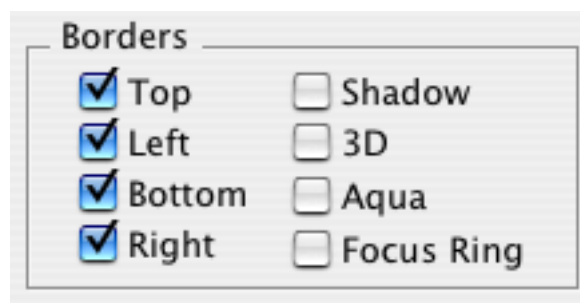 Borders
Top
Left
Bottom
Right
Shadow
3D
Aqua
Focus Ring